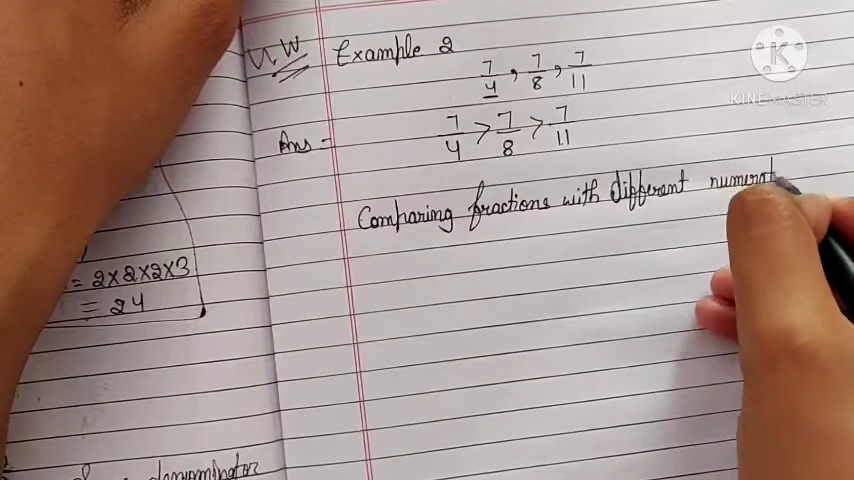 U.W Example 2
7/4, 7/8, 7/11
Ans = 7/4 > 7/8 > 7/11
Comparing fractions with different numerat
= 2×2×2×3
= 24
denominator
KINEMASTER